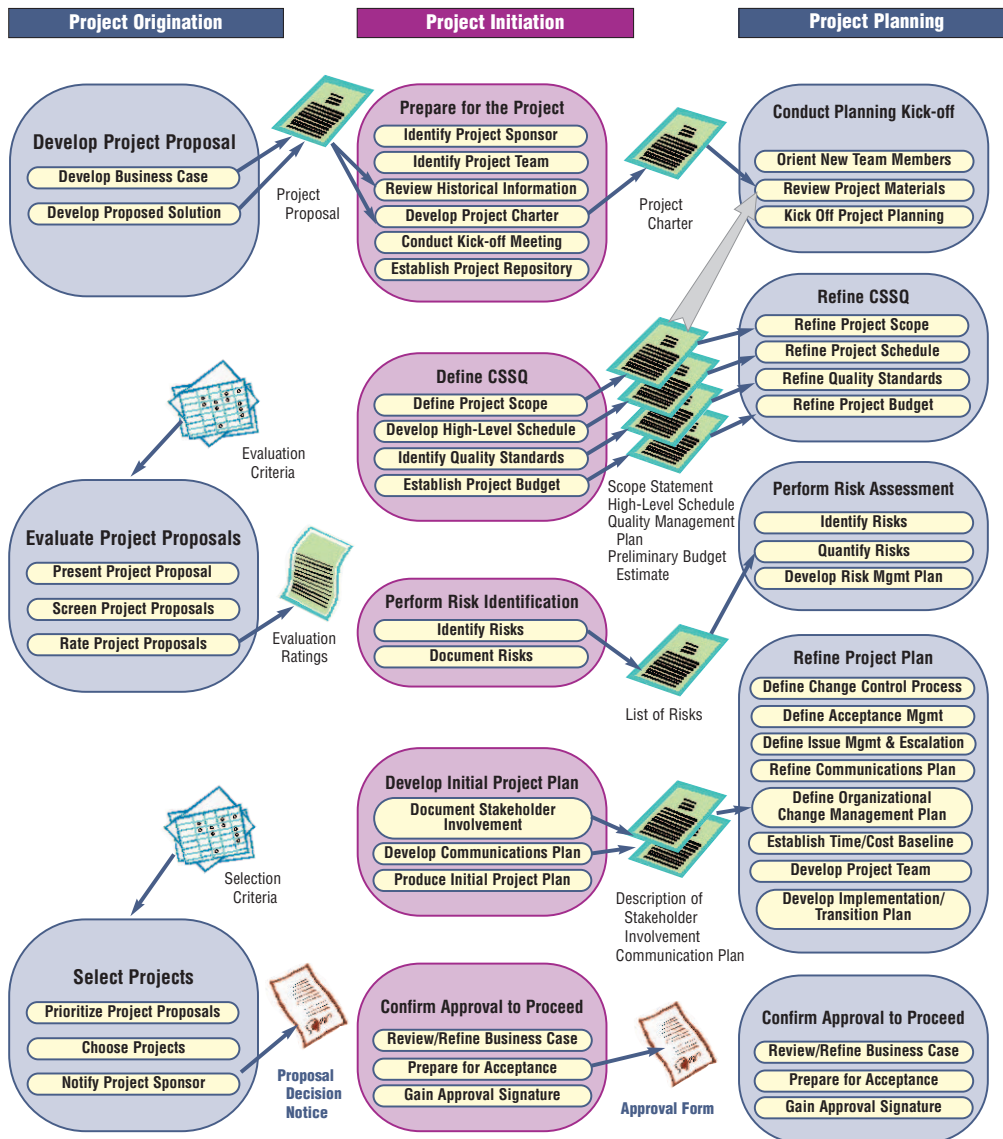 Project Origination
Develop Project Proposal
Develop Business Case
Develop Proposed Solution
Project
Proposal
Evaluation
Criteria
Evaluate Project Proposals
Present Project Proposal
Screen Project Proposals
Rate Project Proposals
Evaluation
Ratings
Selection
Criteria
Select Projects
Prioritize Project Proposals
Choose Projects
Notify Project Sponsor
Proposal
Decision
Notice
Project Initiation
Prepare for the Project
Identify Project Sponsor
Identify Project Team
Review Historical Information
Develop Project Charter
Conduct Kick-off Meeting
Establish Project Repository
Project
Charter
Define CSSQ
Define Project Scope
Develop High-Level Schedule
Identify Quality Standards
Establish Project Budget
Scope Statement
High-Level Schedule
Quality Management
Plan
Preliminary Budget
Estimate
Perform Risk Identification
Identify Risks
Document Risks
List of Risks
Develop Initial Project Plan
Document Stakeholder
Involvement
Develop Communications Plan
Produce Initial Project Plan
Description of
Stakeholder
Involvement
Communication Plan
Confirm Approval to Proceed
Review/Refine Business Case
Prepare for Acceptance
Gain Approval Signature
Approval Form
Project Planning
Conduct Planning Kick-off
Orient New Team Members
Review Project Materials
Kick Off Project Planning
Refine CSSQ
Refine Project Scope
Refine Project Schedule
Refine Quality Standards
Refine Project Budget
Perform Risk Assessment
Identify Risks
Quantify Risks
Develop Risk Mgmt Plan
Refine Project Plan
Define Change Control Process
Define Acceptance Mgmt
Define Issue Mgmt & Escalation
Refine Communications Plan
Define Organizational
Change Management Plan
Establish Time/Cost Baseline
Develop Project Team
Develop Implementation/
Transition Plan
Confirm Approval to Proceed
Review/Refine Business Case
Prepare for Acceptance
Gain Approval Signature